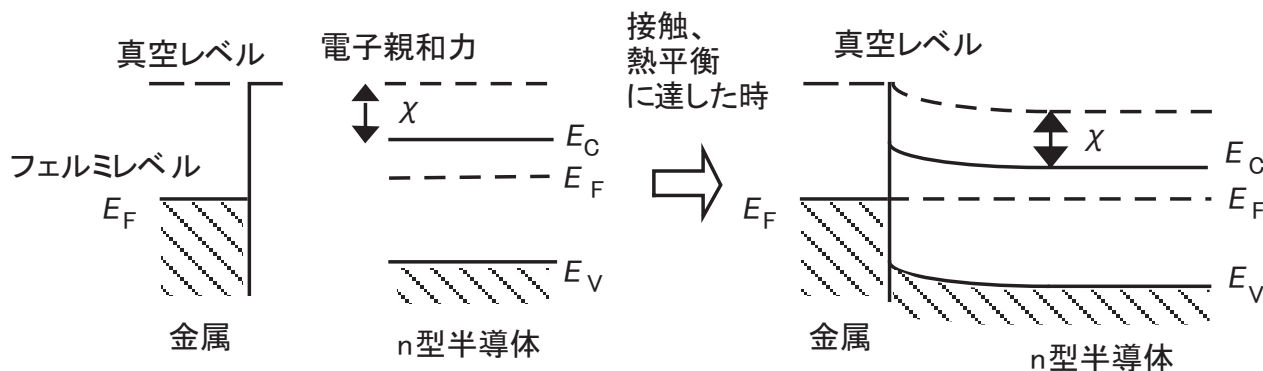 真空レベル
電子親和力
χ
E_C
フェルミレベル
E_F
E_F
E_V
金属
n型半導体
接触、
熱平衡
に達した時
真空レベル
χ
E_C
E_F
E_F
E_V
金属
n型半導体